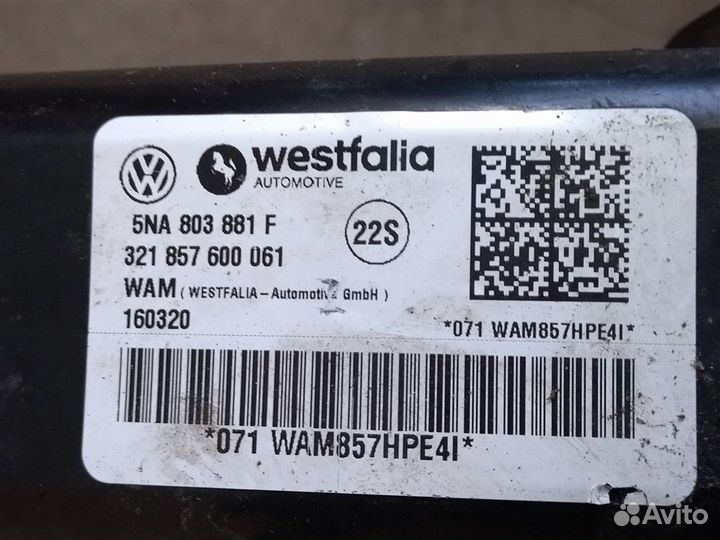 westfalia
AUTOMOTIVE
5NA 803 881 F
22S
321 857 600 061
WAM ( WESTFALIA - Automotive GmbH )
160320
*071 WAM857HPE4I*
*071 WAM857HPE4I*
Avito